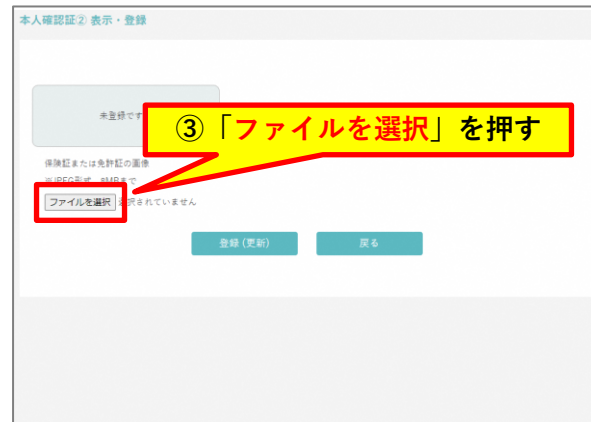 本人確認証② 表示・登録
未登録です
③「ファイルを選択」を押す
保険証または免許証の画像
※JPEG形式 8MBまで
ファイルを選択 選択されていません
登録 (更新) 戻る